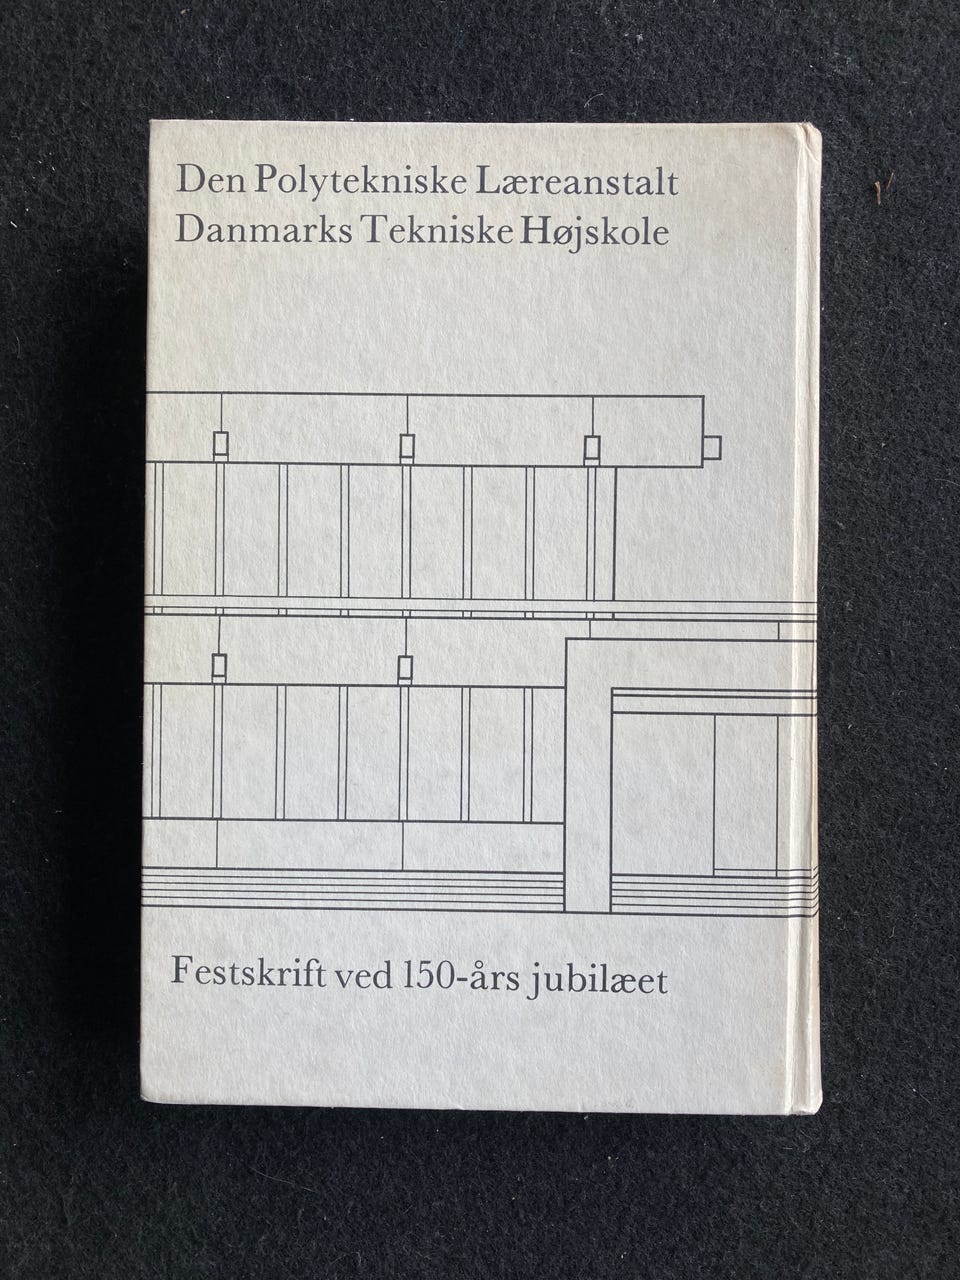 Den Polytekniske Læreanstalt
Danmarks Tekniske Højskole
Festskrift ved 150-års jubilæet